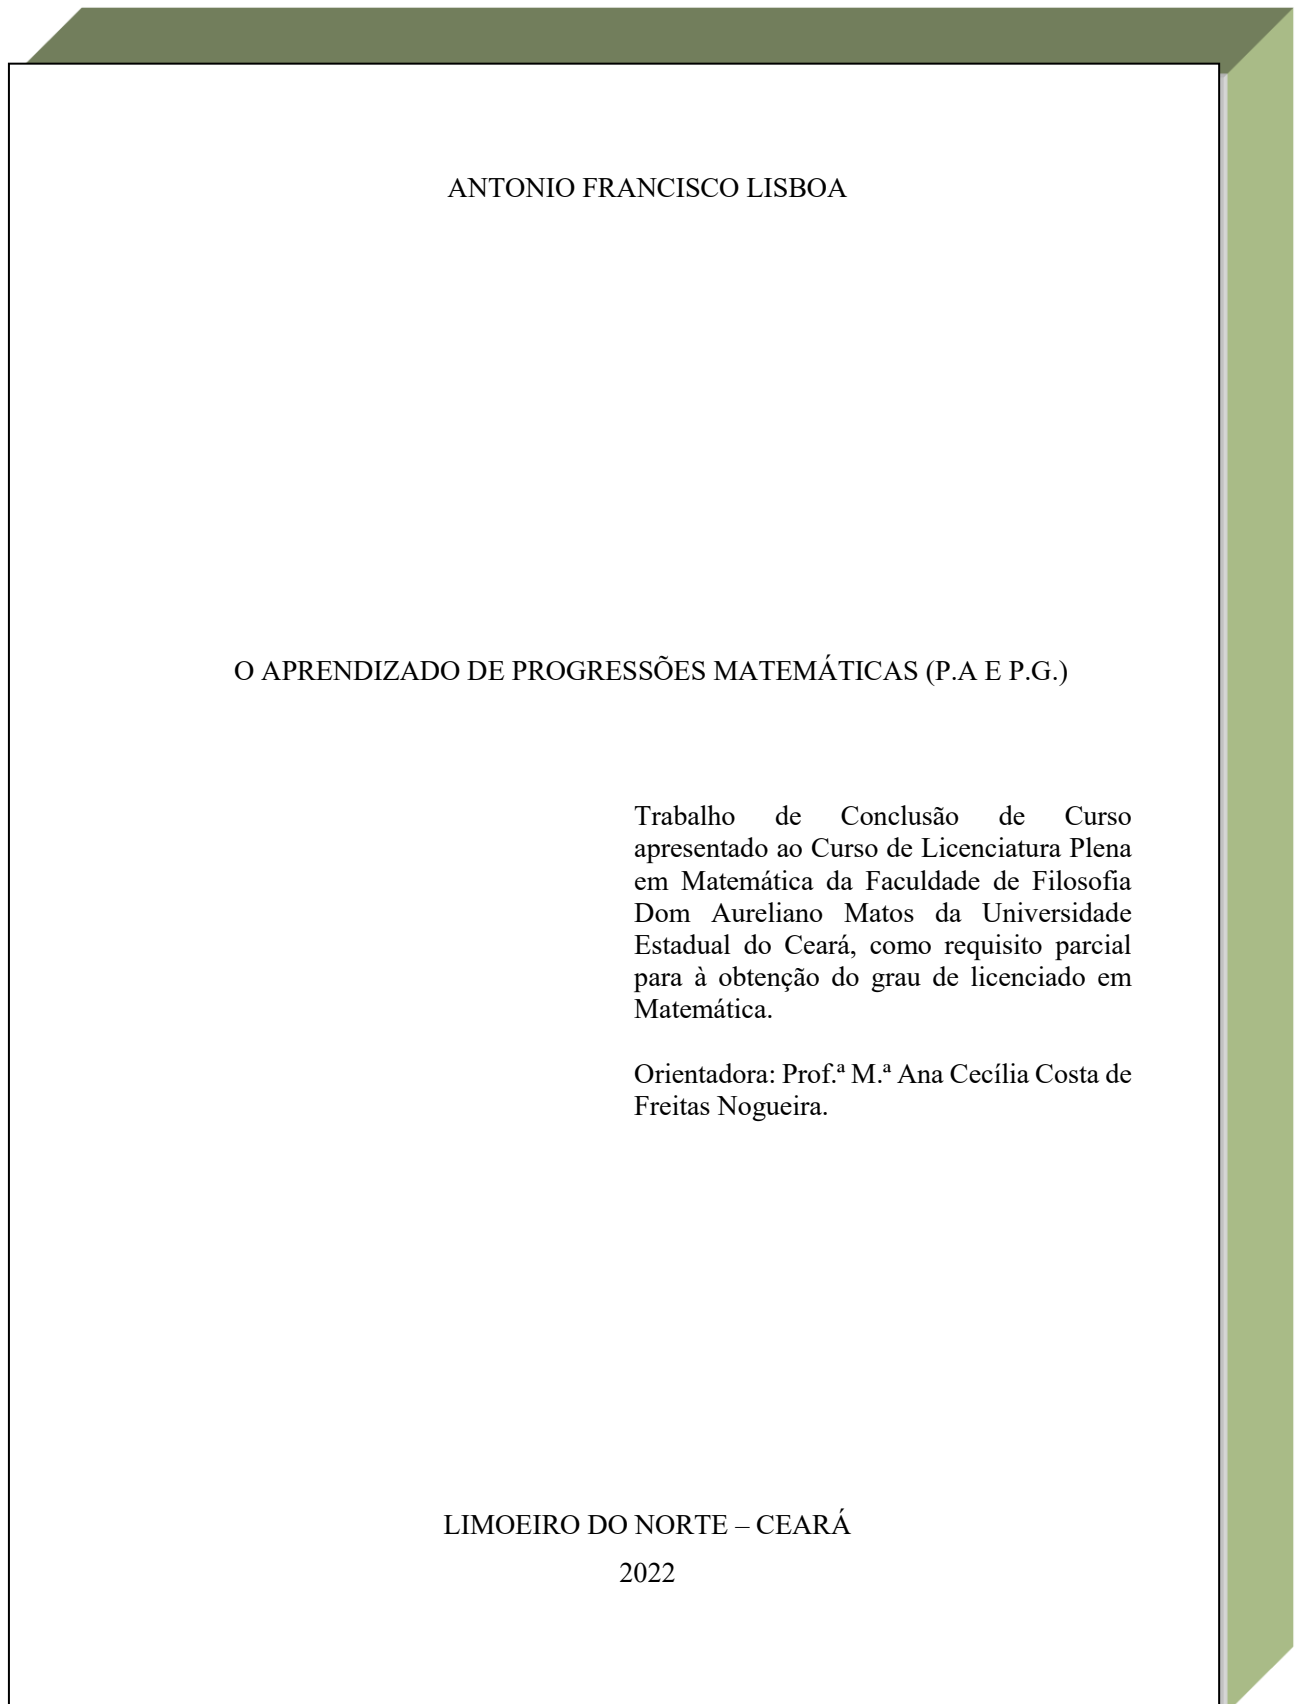 ANTONIO FRANCISCO LISBOA
O APRENDIZADO DE PROGRESSÕES MATEMÁTICAS (P.A E P.G.)
Trabalho de Conclusão de Curso
apresentado ao Curso de Licenciatura Plena
em Matemática da Faculdade de Filosofia
Dom Aureliano Matos da Universidade
Estadual do Ceará, como requisito parcial
para à obtenção do grau de licenciado em
Matemática.
Orientadora: Prof.ª M.ª Ana Cecília Costa de
Freitas Nogueira.
LIMOEIRO DO NORTE – CEARÁ
2022